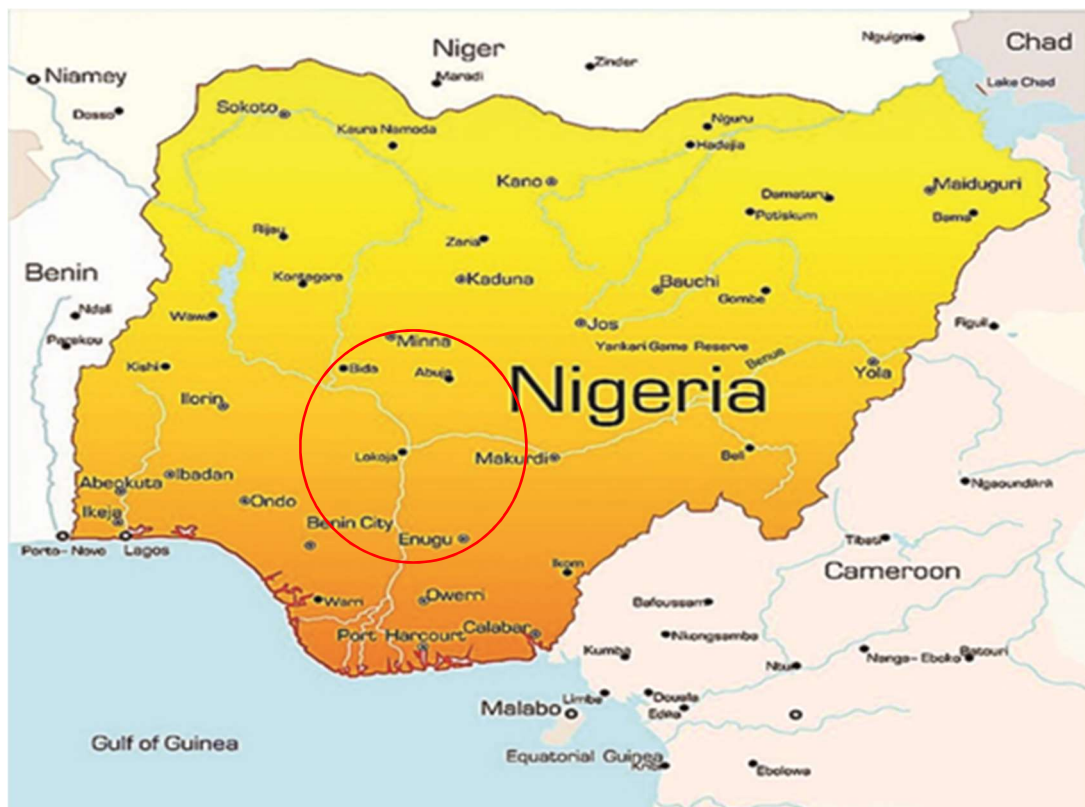 Nguigmi
Chad
Niger
Zinder
Niamey
Maradi
Lake Chad
Dosso
Sokoto
Nguru
Kaura Namoda
Hadejia
Kano
Maiduguri
Damaturu
Potiskum
Bama
Rijau
Zaria
Benin
Kontagora
Kaduna
Bauchi
Gombe
Ndali
Wawa
Jos
Figuil
Parakou
Minna
Yankari Game Reserve
Benue
Kishi
Bida
Abuja
Yola
Nigeria
Ilorin
Lokoja
Makurdi
Beli
Ibadan
Abeokuta
Ngaoundkrk
Ondo
Ikeja
Benin City
Enugu
Porto-Novo
Lagos
Tibati
Ikom
Cameroon
Warri
Owerri
Bafoussam
Port Harcourt
Calabar
Nkongsamba
Kumba
Ntui
Nanga-Eboko
Batouri
Limbe
Douala
Malabo
Edea
Gulf of Guinea
Equatorial Guinea
Kribi
Ebolowa